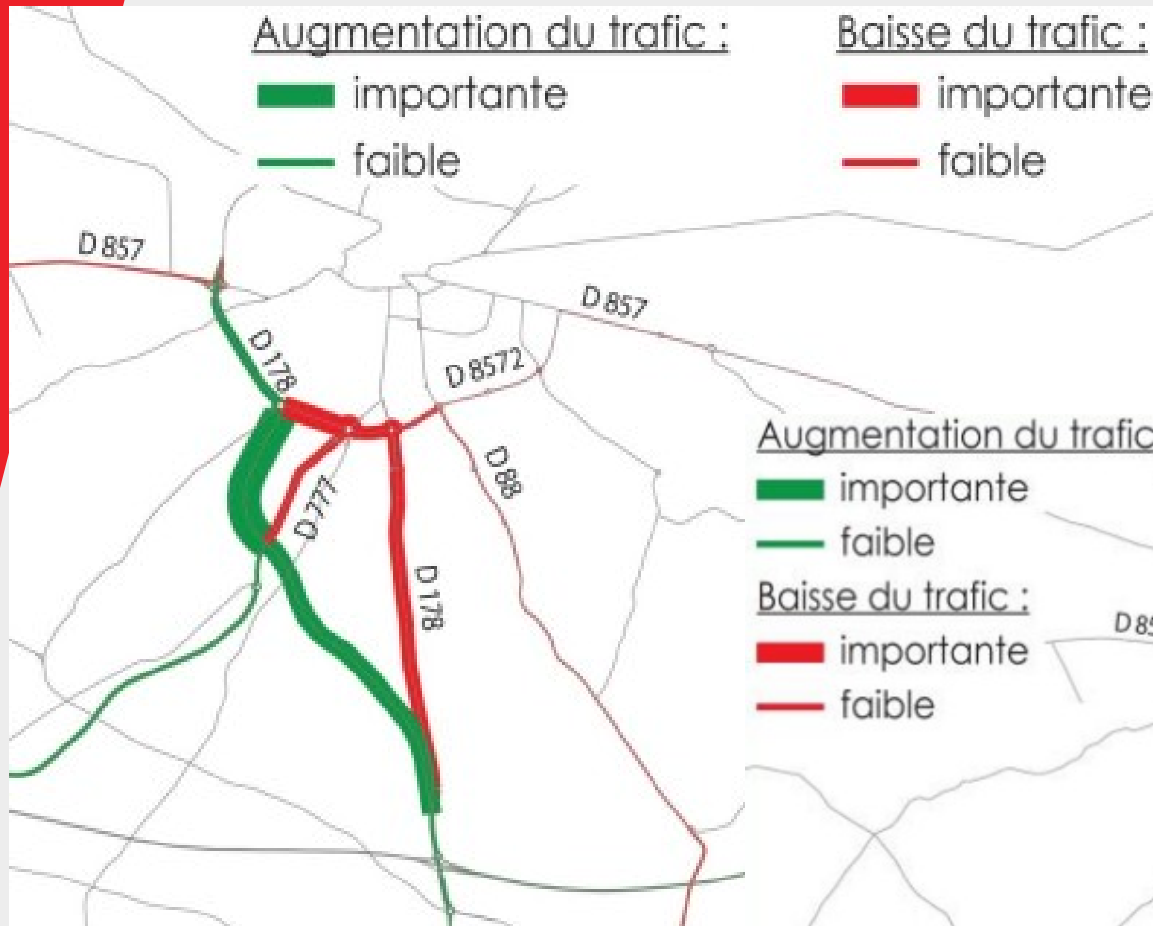 Augmentation du trafic :
importante
faible
Baisse du trafic :
importante
faible
D 857
D 857
D 178
D 8572
D 88
D 777
D 178
Augmentation du trafic
importante
faible
Baisse du trafic :
importante
faible
D 85